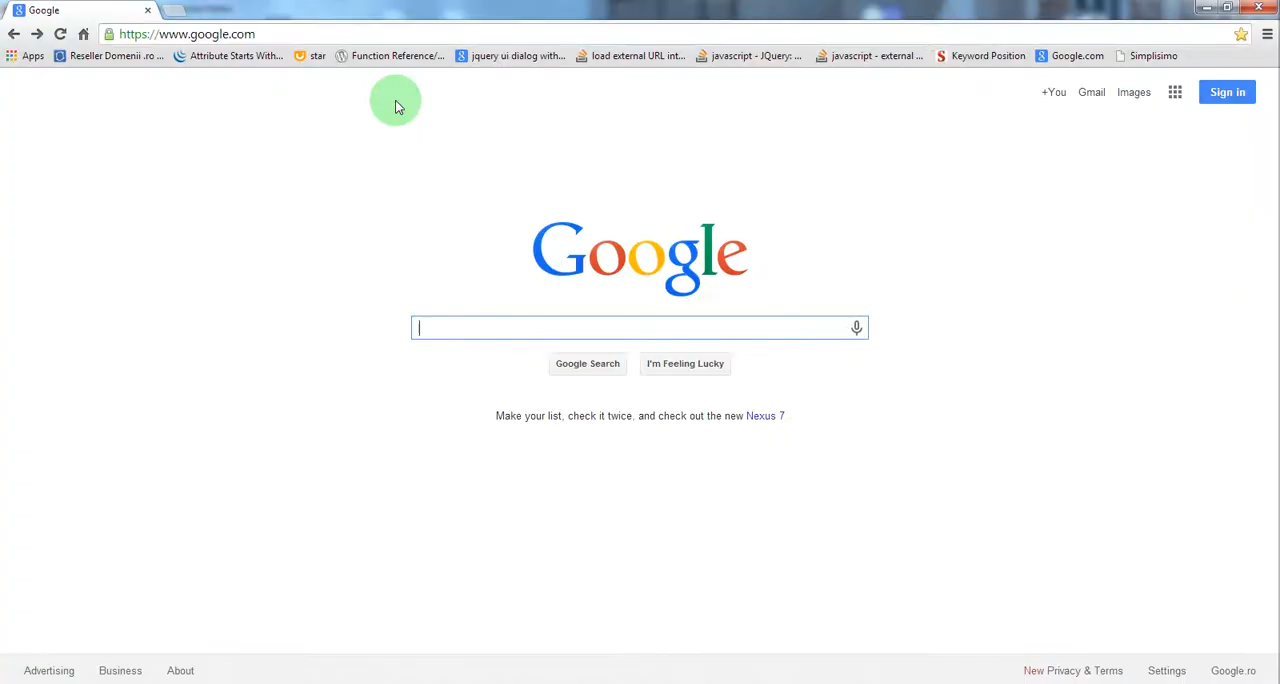 Google
https://www.google.com
Apps Reseller Domenii .ro ... Attribute Starts With... star Function Reference/... jquery ui dialog with... load external URL int... javascript - JQuery: ... javascript - external ... Keyword Position Google.com Simplisimo
+You Gmail Images Sign in
Google
Google Search I'm Feeling Lucky
Make your list, check it twice, and check out the new Nexus 7
Advertising Business About New Privacy & Terms Settings Google.ro